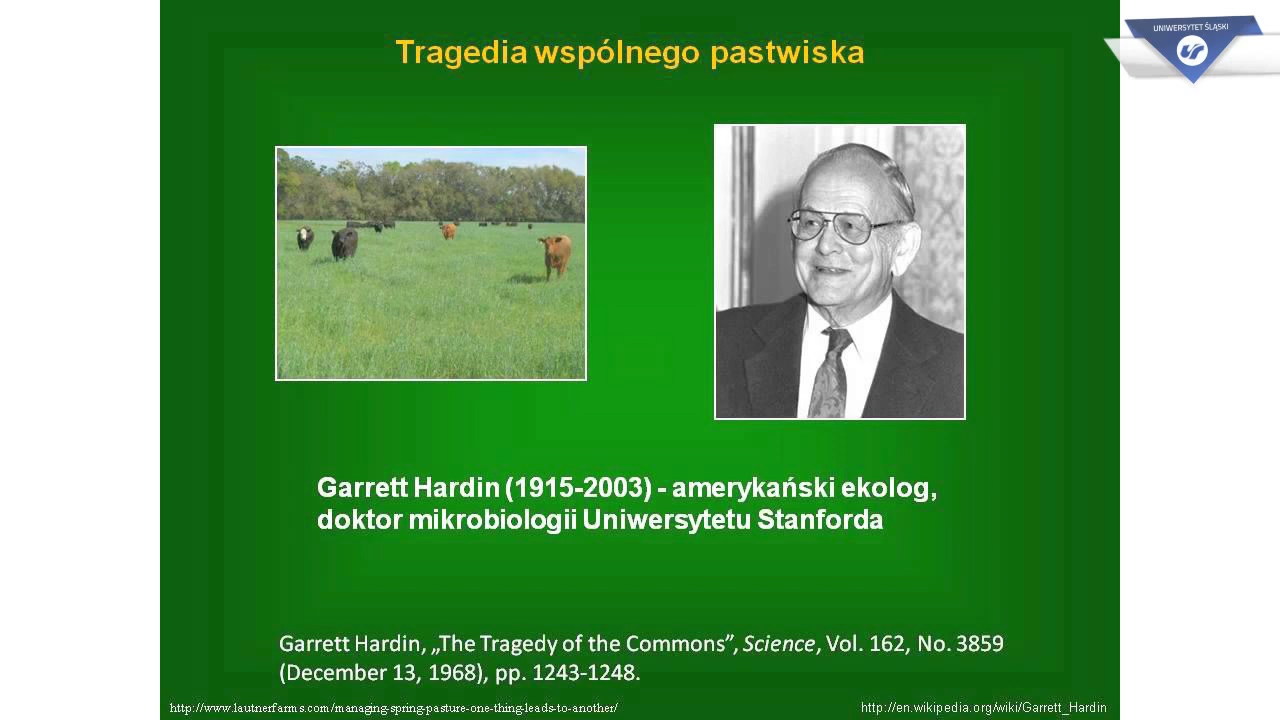 Tragedia wspólnego pastwiska
UNIWERSYTET ŚLĄSKI
Garrett Hardin (1915-2003) - amerykański ekolog,
doktor mikrobiologii Uniwersytetu Stanforda
Garrett Hardin, „The Tragedy of the Commons”, Science, Vol. 162, No. 3859
(December 13, 1968), pp. 1243-1248.
http://www.lautnerfarms.com/managing-spring-pasture-one-thing-leads-to-another/
http://en.wikipedia.org/wiki/Garrett_Hardin